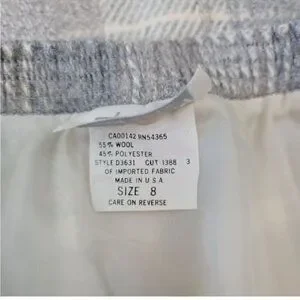 CA00142 RN54365
55% WOOL
45% POLYESTER
STYLE D3631 CUT 1388 3
OF IMPORTED FABRIC
MADE IN U.S.A
SIZE 8
CARE ON REVERSE